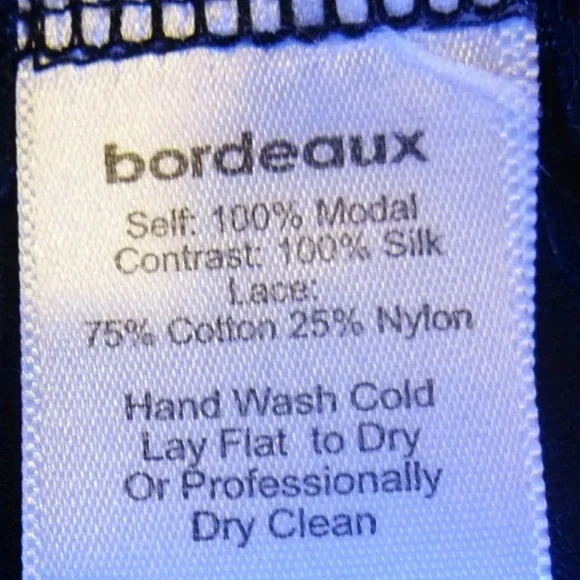 bordeaux
Self: 100% Modal
Contrast: 100% Silk
Lace:
75% Cotton 25% Nylon
Hand Wash Cold
Lay Flat to Dry
Or Professionally
Dry Clean